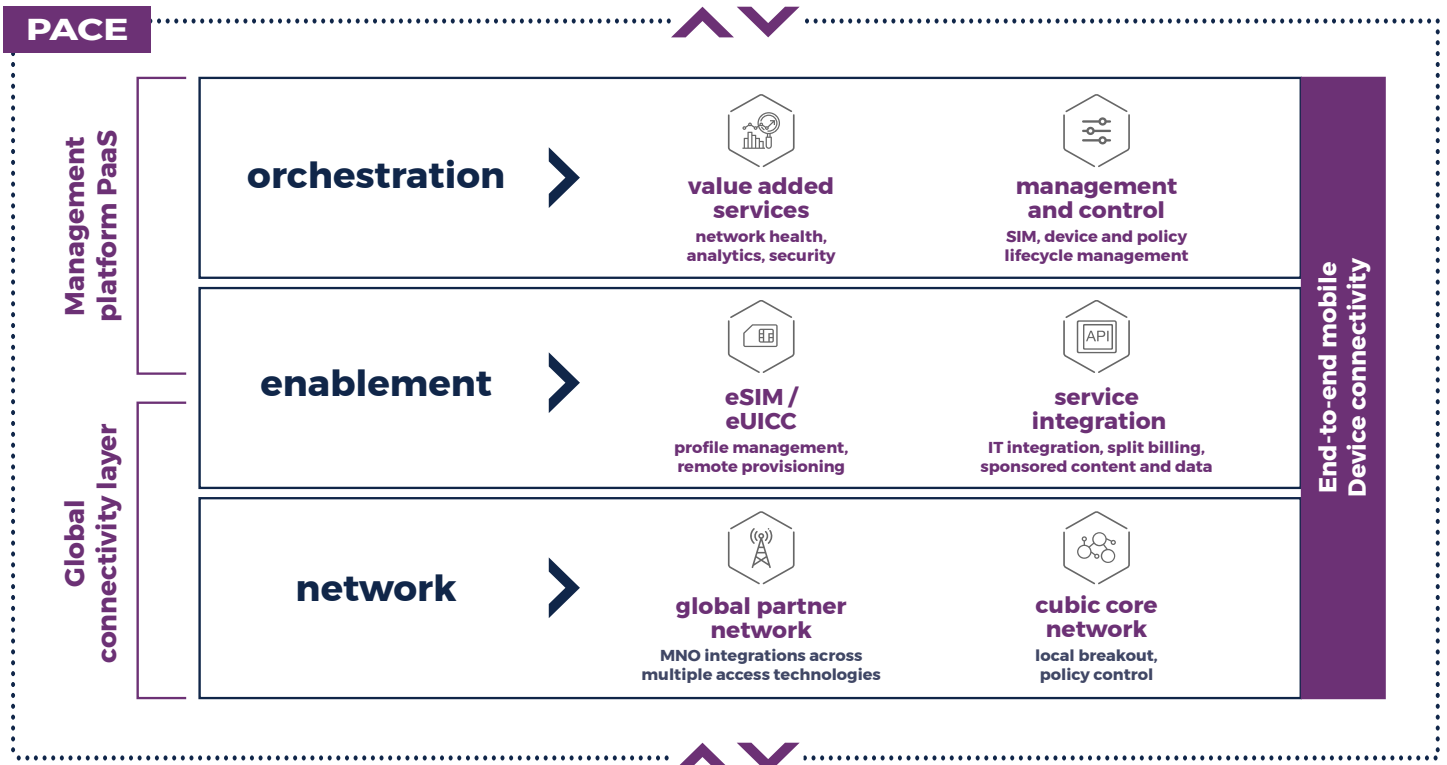 PACE
Management
platform PaaS
orchestration
value added
services
network health,
analytics, security
management
and control
SIM, device and policy
lifecycle management
enablement
eSIM /
eUICC
profile management,
remote provisioning
API
service
integration
IT integration, split billing,
sponsored content and data
Global
connectivity layer
network
global partner
network
MNO integrations across
multiple access technologies
cubic core
network
local breakout,
policy control
End-to-end mobile
Device connectivity